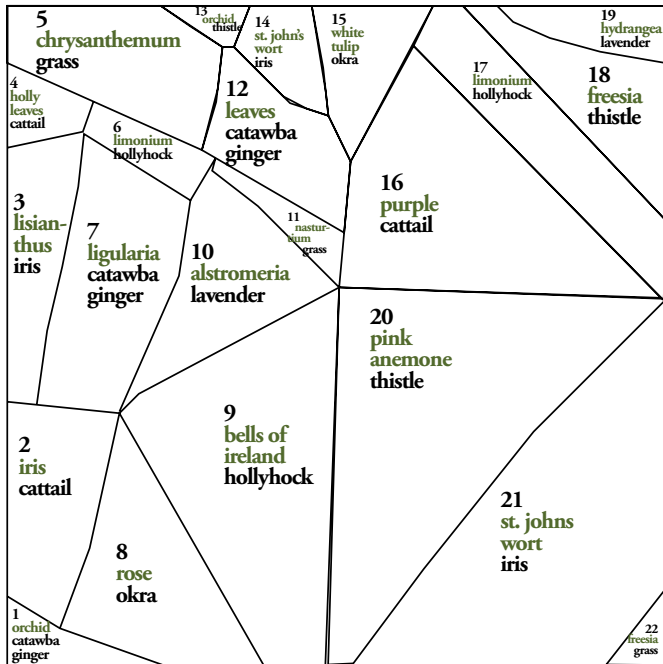 5
chrysanthemum
grass
13
orchid
thistle
14
st. john's
wort
iris
15
white
tulip
okra
19
hydrangea
lavender
4
holly
leaves
cattail
6
limonium
hollyhock
12
leaves
catawba
ginger
17
limonium
hollyhock
18
freesia
thistle
3
lisian-
thus
iris
7
ligularia
catawba
ginger
10
alstromeria
lavender
11
nastur-
tium
grass
16
purple
cattail
20
pink
anemone
thistle
2
iris
cattail
9
bells of
ireland
hollyhock
8
rose
okra
21
st. johns
wort
iris
1
orchid
catawba
ginger
22
freesia
grass